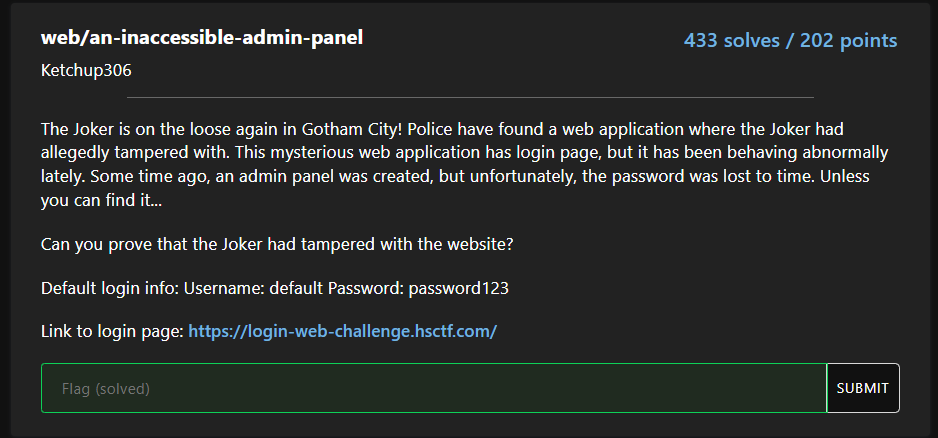 web/an-inaccessible-admin-panel
433 solves / 202 points
Ketchup306
The Joker is on the loose again in Gotham City! Police have found a web application where the Joker had
allegedly tampered with. This mysterious web application has login page, but it has been behaving abnormally
lately. Some time ago, an admin panel was created, but unfortunately, the password was lost to time. Unless
you can find it...
Can you prove that the Joker had tampered with the website?
Default login info: Username: default Password: password123
Link to login page: https://login-web-challenge.hsctf.com/
Flag (solved)
SUBMIT